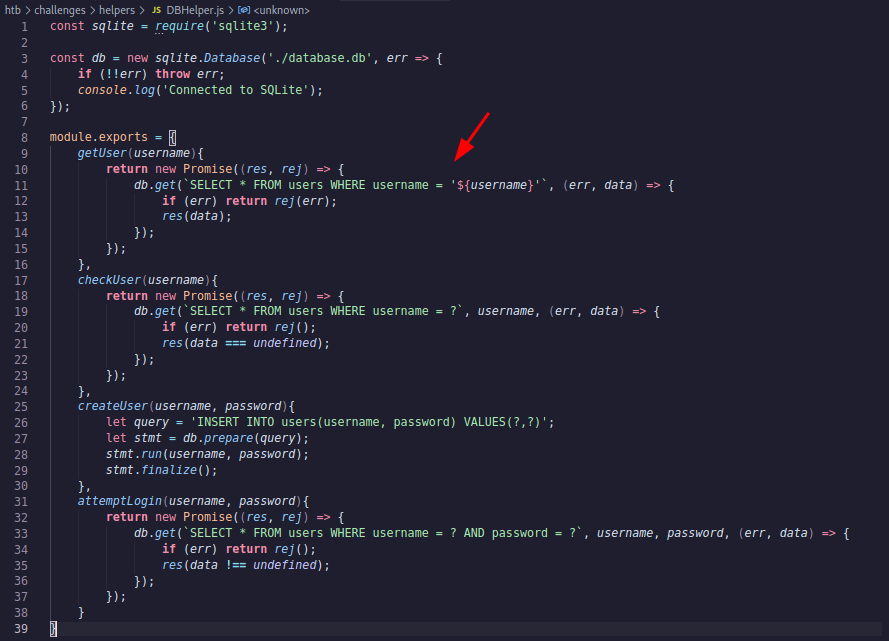 htb > challenges > helpers > JS DBHelper.js > <unknown>
1 const sqlite = require('sqlite3');
2
3 const db = new sqlite.Database('./database.db', err => {
4     if (!!err) throw err;
5     console.log('Connected to SQLite');
6 });
7
8 module.exports = {
9     getUser(username){
10         return new Promise((res, rej) => {
11             db.get(`SELECT * FROM users WHERE username = '${username}'`, (err, data) => {
12                 if (err) return rej(err);
13                 res(data);
14             });
15         });
16     },
17     checkUser(username){
18         return new Promise((res, rej) => {
19             db.get(`SELECT * FROM users WHERE username = ?`, username, (err, data) => {
20                 if (err) return rej();
21                 res(data === undefined);
22             });
23         });
24     },
25     createUser(username, password){
26         let query = 'INSERT INTO users(username, password) VALUES(?,?)';
27         let stmt = db.prepare(query);
28         stmt.run(username, password);
29         stmt.finalize();
30     },
31     attemptLogin(username, password){
32         return new Promise((res, rej) => {
33             db.get(`SELECT * FROM users WHERE username = ? AND password = ?`, username, password, (err, data) => {
34                 if (err) return rej();
35                 res(data !== undefined);
36             });
37         });
38     }
39 }